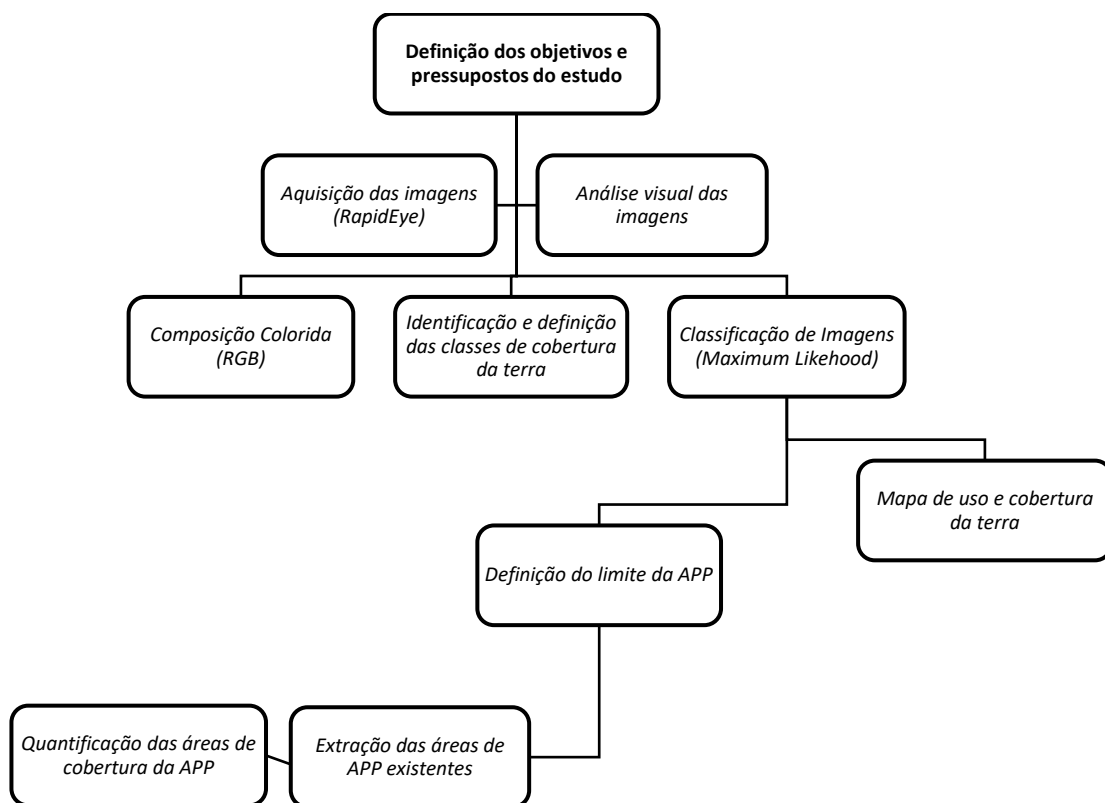 Definição dos objetivos e
pressupostos do estudo
Aquisição das imagens
(RapidEye)
Análise visual das
imagens
Composição Colorida
(RGB)
Identificação e definição
das classes de cobertura
da terra
Classificação de Imagens
(Maximum Likehood)
Mapa de uso e cobertura
da terra
Definição do limite da APP
Quantificação das áreas de
cobertura da APP
Extração das áreas de
APP existentes